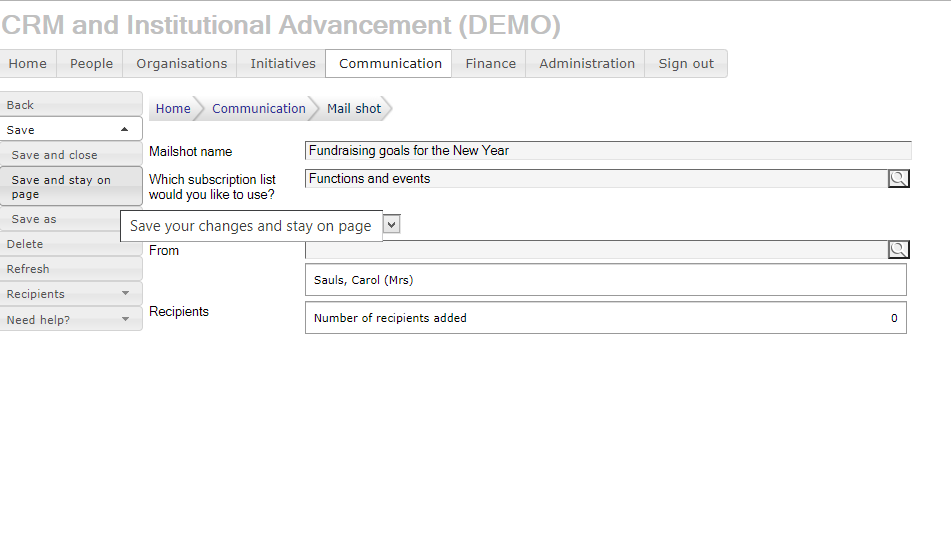 CRM and Institutional Advancement (DEMO)
Home People Organisations Initiatives Communication Finance Administration Sign out
Back
Save
Save and close
Save and stay on
page
Save as
Delete
Refresh
Recipients
Need help?
Home Communication Mail shot
Mailshot name Fundraising goals for the New Year
Which subscription list
would you like to use?
Functions and events
Save your changes and stay on page
From
Sauls, Carol (Mrs)
Recipients
Number of recipients added 0